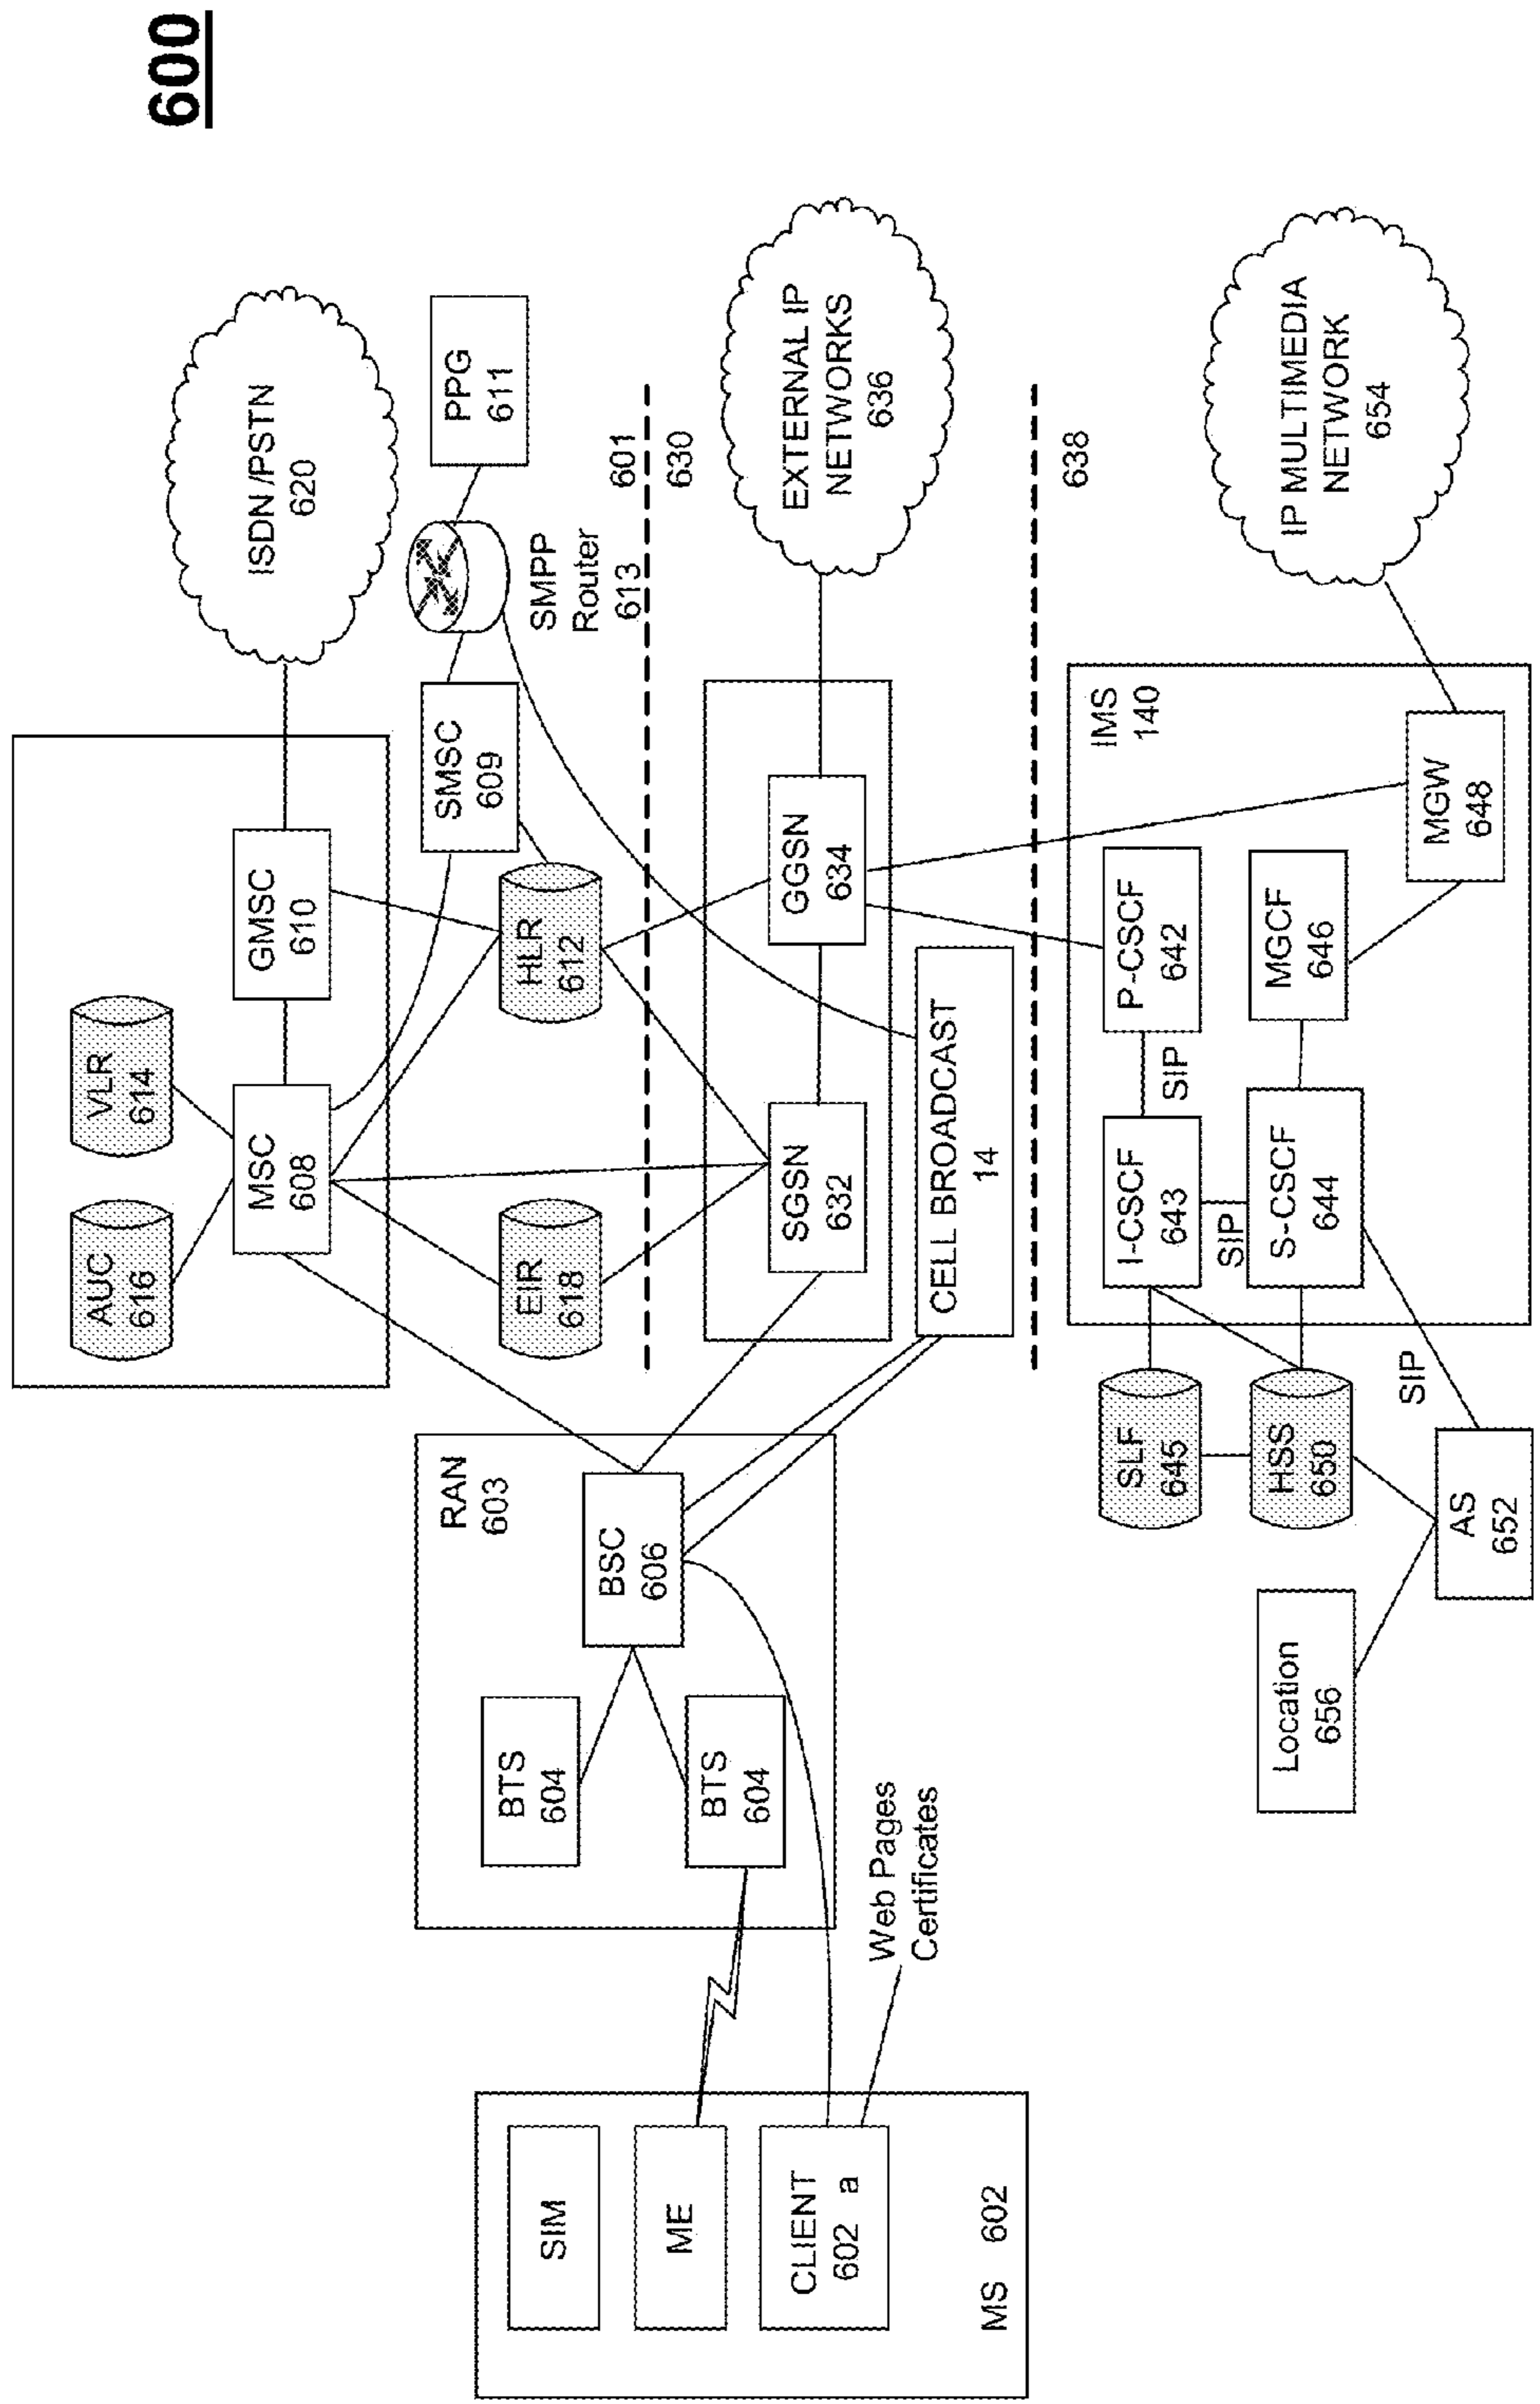 600
AUC
616
VLR
614
MSC
608
GMSC
610
ISDN/PSTN
620
RAN
603
SMSC
609
SMPP
Router
613
PPG
611
EIR
618
HLR
612
601
630
SIM
ME
CLIENT
602 a
MS 602
BTS
604
BTS
604
BSC
606
Web Pages
Certificates
SGSN
632
GGSN
634
EXTERNAL IP
NETWORKS
636
CELL BROADCAST
14
638
SLF
645
I-CSCF
643
SIP
P-CSCF
642
IMS
140
SIP
HSS
650
S-CSCF
644
MGCF
646
IP MULTIMEDIA
NETWORK
654
Location
656
SIP
AS
652
MGW
648